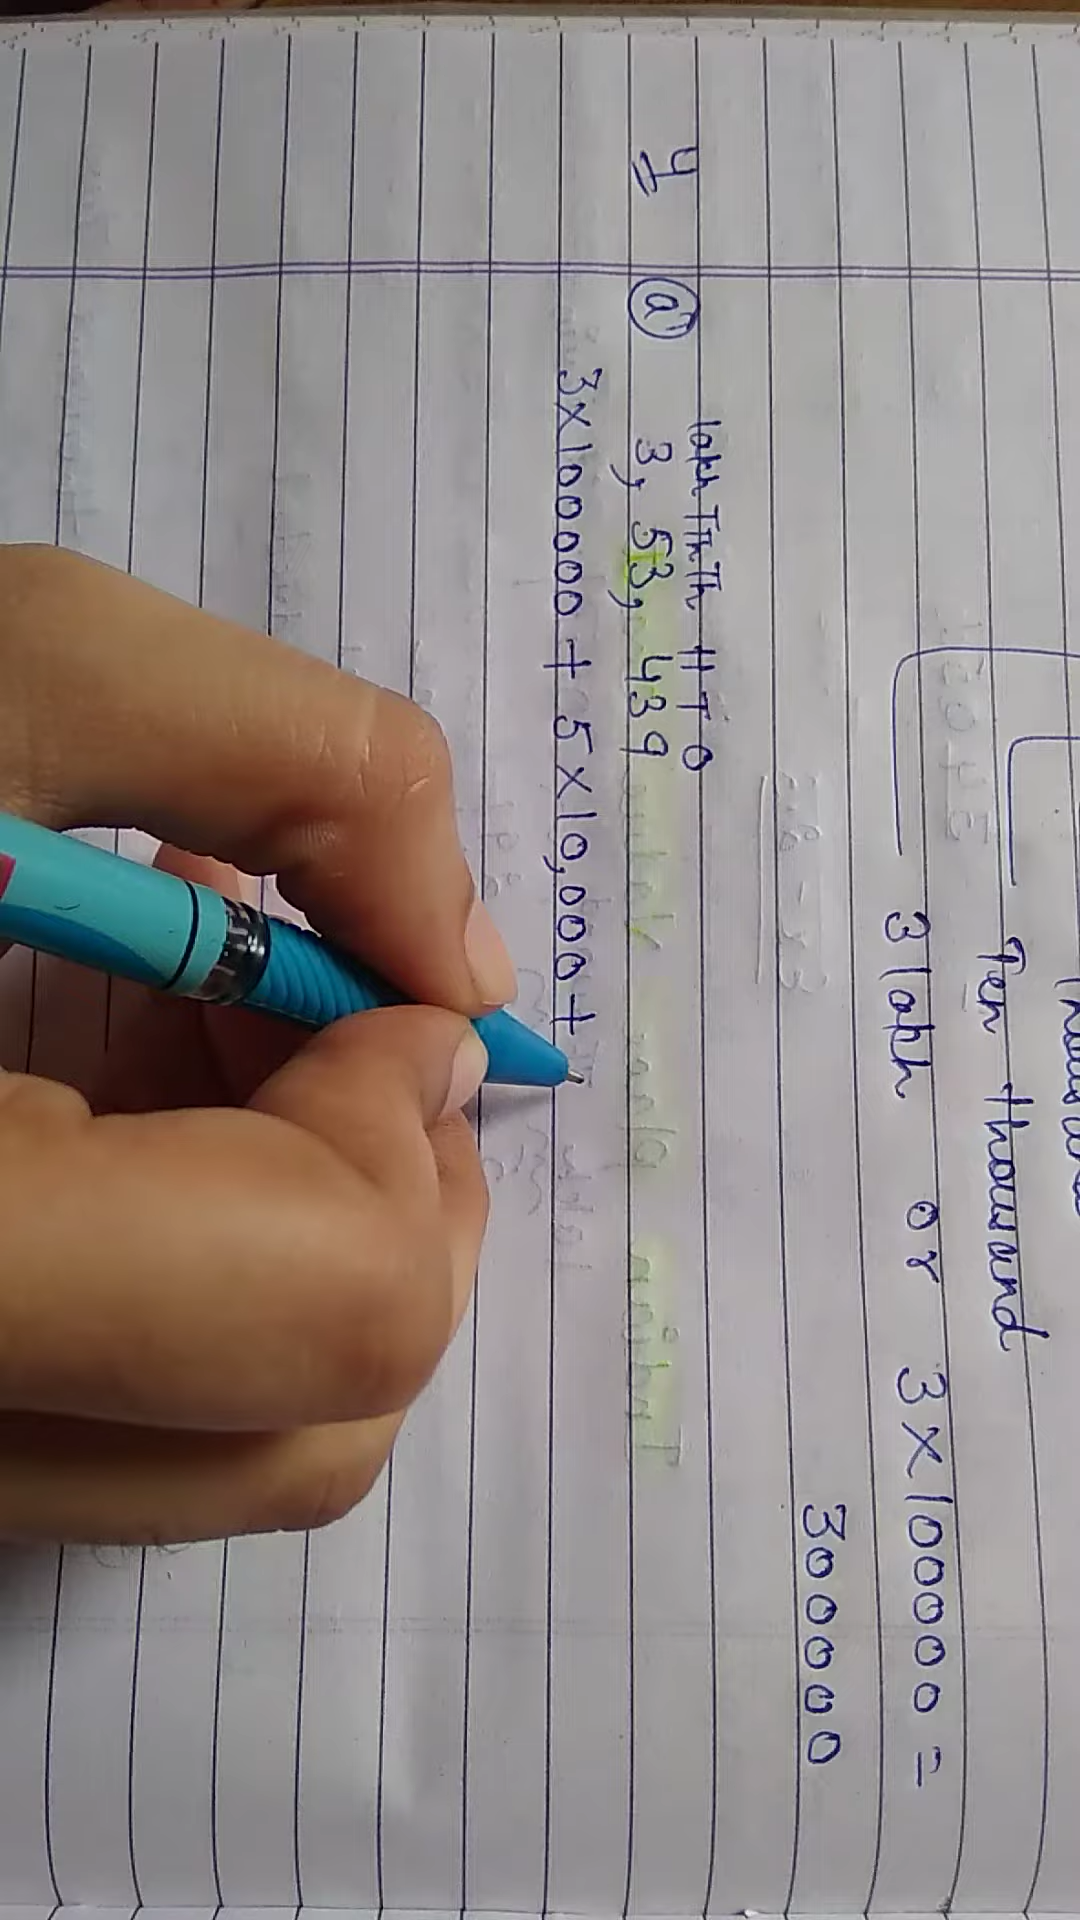 Ten thousand
3 lakh or 3×100000 =
300000
lakh TTh Th H T O
4 (a) 3, 53, 439
3×100000 + 5×10,000+